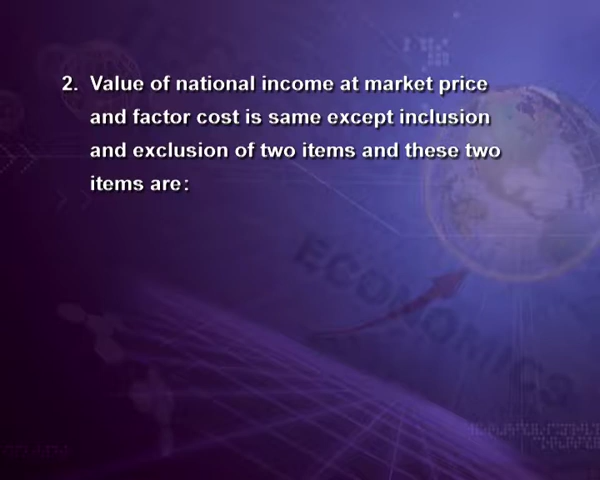 2. Value of national income at market price
and factor cost is same except inclusion
and exclusion of two items and these two
items are:
ECONOMICS